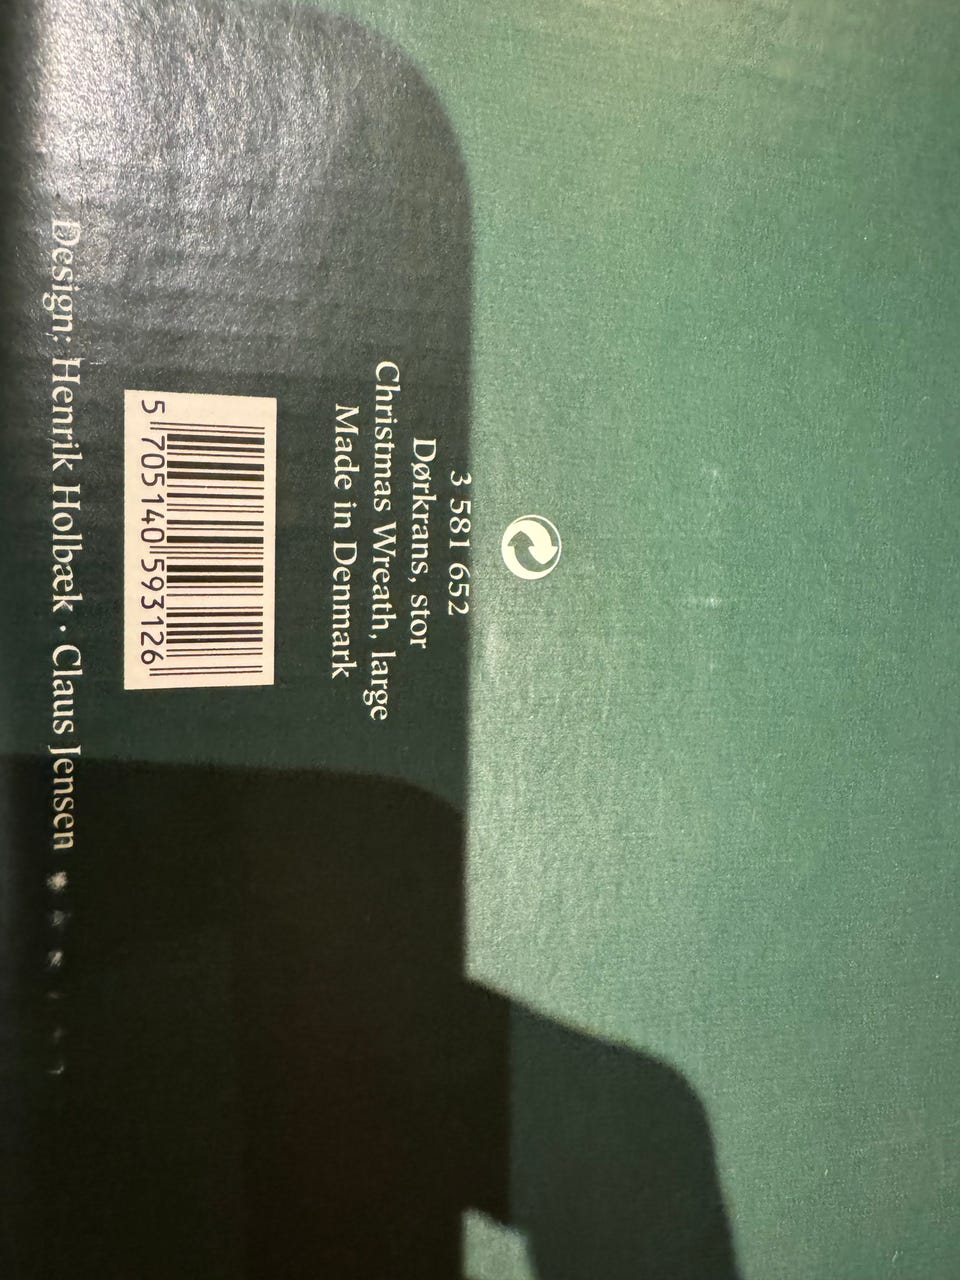 3 581 652
Dørkrans, stor
Christmas Wreath, large
Made in Denmark
5 705140 593126
Design: Henrik Holbæk · Claus Jensen